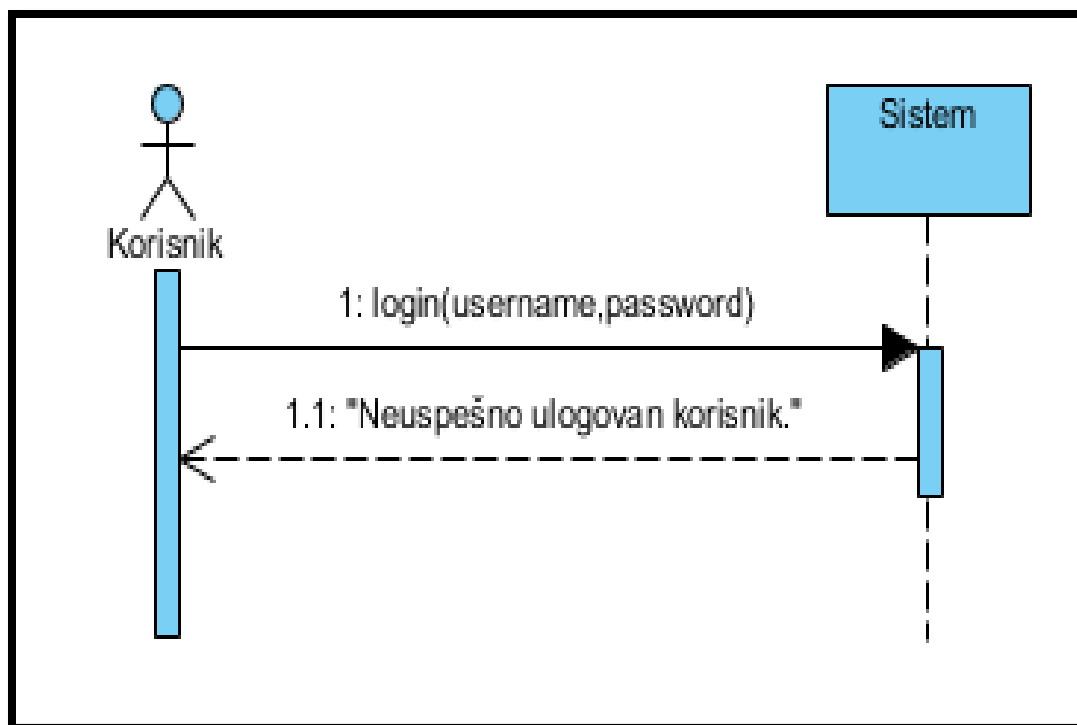 Sistem
Korisnik
1: login(username,password)
1.1: "Neuspešno ulogovan korisnik."